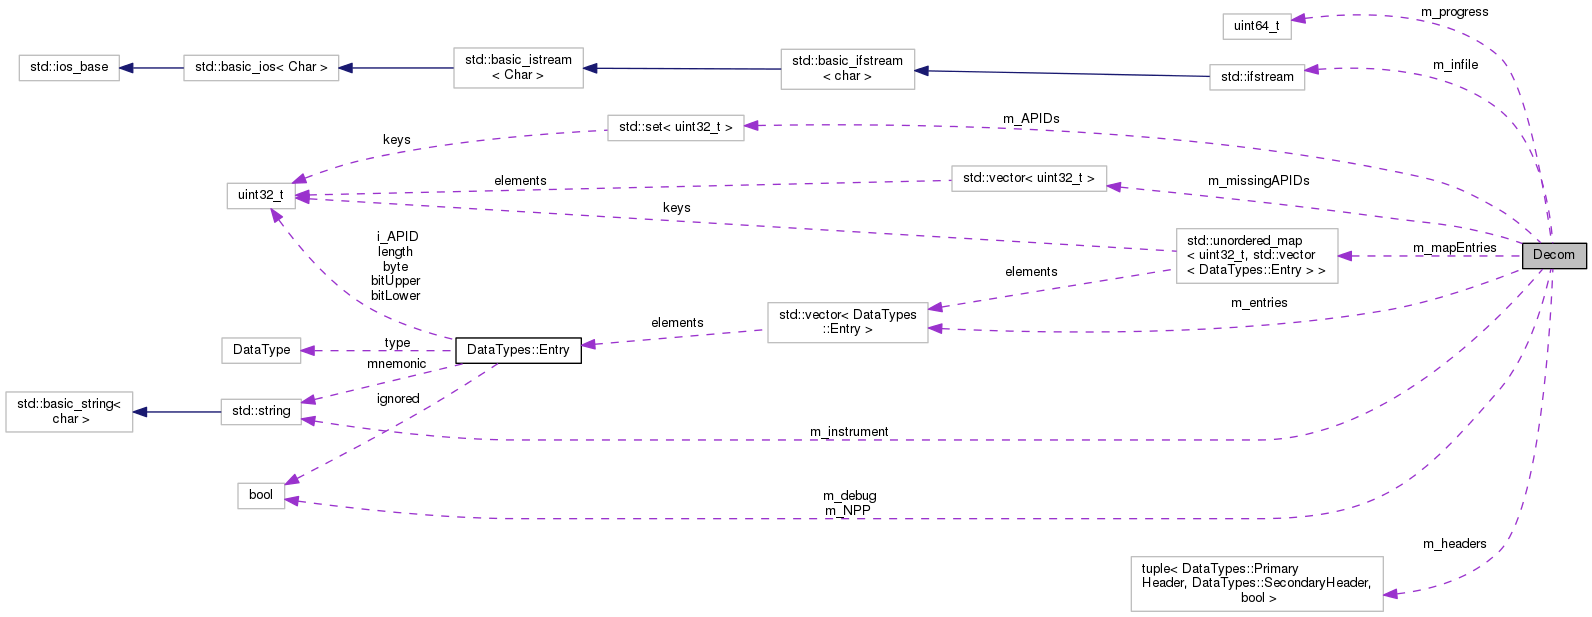 m_progress
uint64_t
std::ios_base
std::basic_ios< Char >
std::basic_istream
< Char >
std::basic_ifstream
< char >
std::ifstream
m_infile
keys
std::set< uint32_t >
m_APIDs
uint32_t
elements
std::vector< uint32_t >
m_missingAPIDs
keys
i_APID
length
byte
bitUpper
bitLower
elements
std::unordered_map
< uint32_t, std::vector
< DataTypes::Entry > >
m_mapEntries
Decom
m_entries
elements
std::vector< DataTypes
::Entry >
DataType
type
DataTypes::Entry
mnemonic
std::basic_string<
char >
std::string
ignored
m_instrument
bool
m_debug
m_NPP
m_headers
tuple< DataTypes::Primary
Header, DataTypes::SecondaryHeader,
bool >